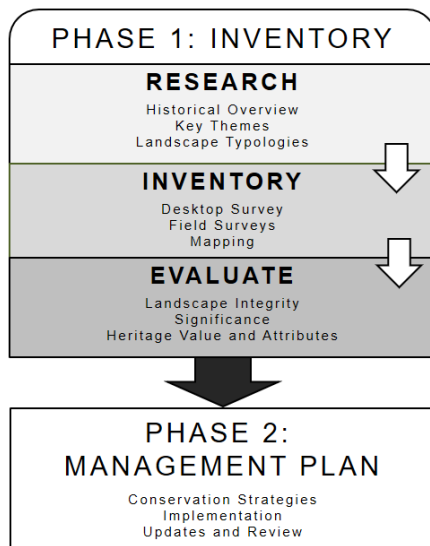 PHASE 1: INVENTORY
RESEARCH
Historical Overview
Key Themes
Landscape Typologies
INVENTORY
Desktop Survey
Field Surveys
Mapping
EVALUATE
Landscape Integrity
Significance
Heritage Value and Attributes
PHASE 2:
MANAGEMENT PLAN
Conservation Strategies
Implementation
Updates and Review